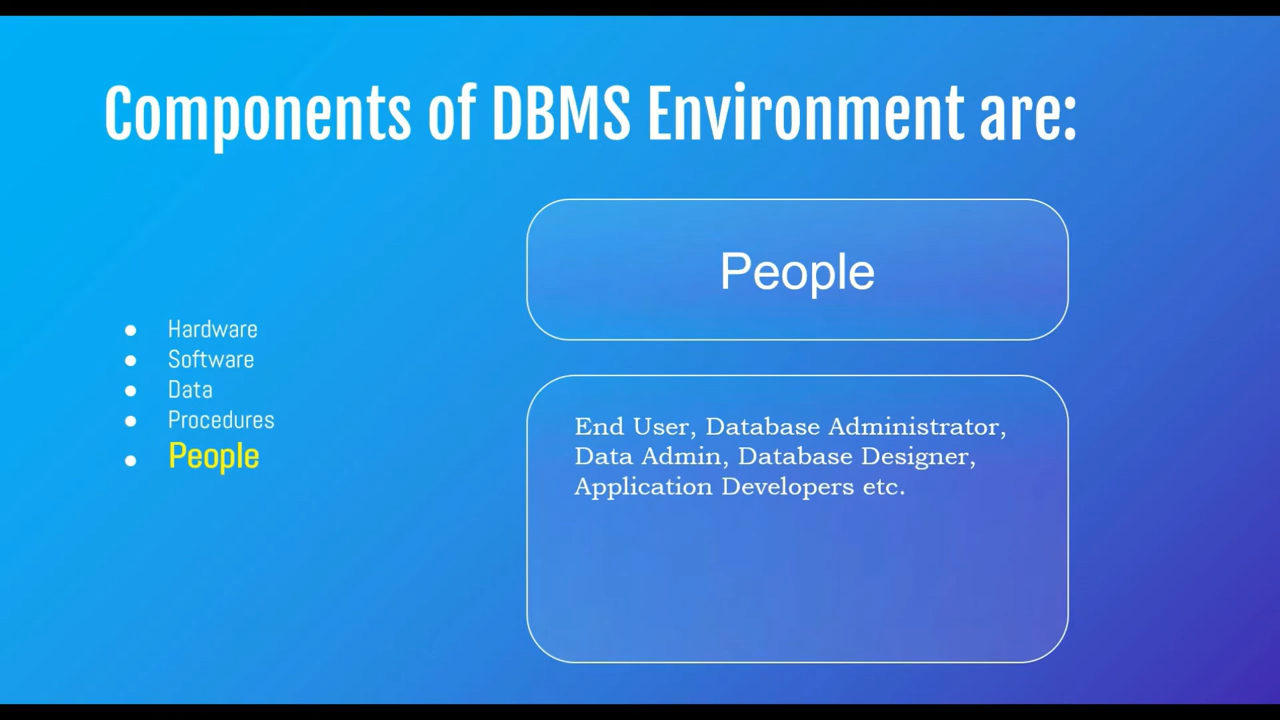 Components of DBMS Environment are:
● Hardware
● Software
● Data
● Procedures
● People
People
End User, Database Administrator,
Data Admin, Database Designer,
Application Developers etc.